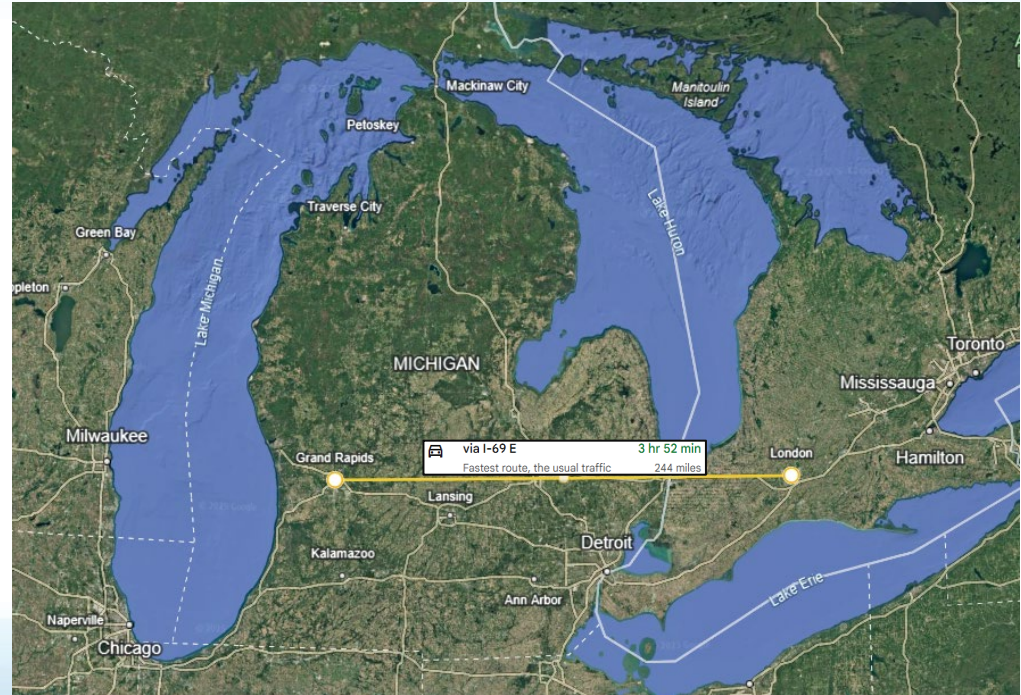 Mackinaw City
Manitoulin
Island
Petoskey
Traverse City
Lake Huron
Green Bay
Lake Michigan
MICHIGAN
Toronto
Mississauga
Milwaukee
via I-69 E
3 hr 52 min
Fastest route, the usual traffic
244 miles
Grand Rapids
London
Hamilton
Lansing
Detroit
Kalamazoo
Ann Arbor
Lake Erie
Naperville
Chicago